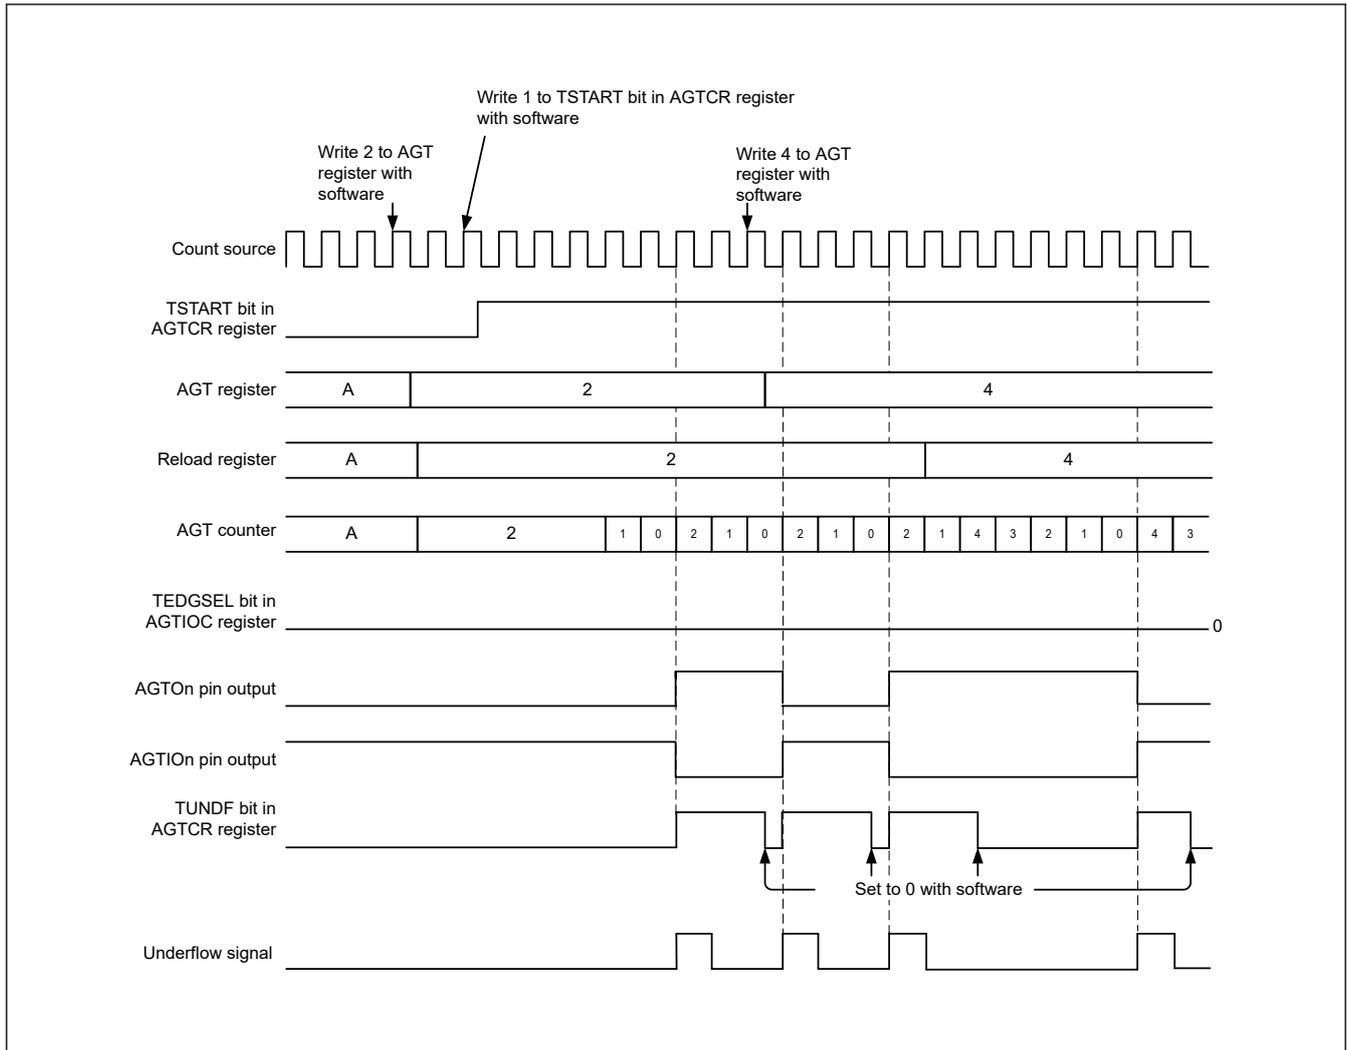 Write 1 to TSTART bit in AGTCR register
with software
Write 2 to AGT
register with
software
Write 4 to AGT
register with
software
Count source
TSTART bit in
AGTCR register
AGT register
A
2
4
Reload register
A
2
4
AGT counter
A
2
1 0 2 1 0 2 1 0 2 1 4 3 2 1 0 4 3
TEDGSEL bit in
AGTIOC register
0
AGTOn pin output
AGTIOn pin output
TUNDF bit in
AGTCR register
Set to 0 with software
Underflow signal